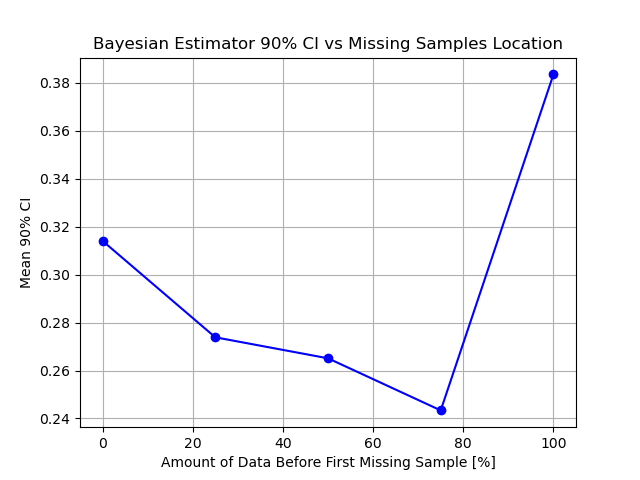 Bayesian Estimator 90% CI vs Missing Samples Location
0.38
0.36
0.34
0.32
0.30
0.28
0.26
0.24
Mean 90% CI
0 20 40 60 80 100
Amount of Data Before First Missing Sample [%]